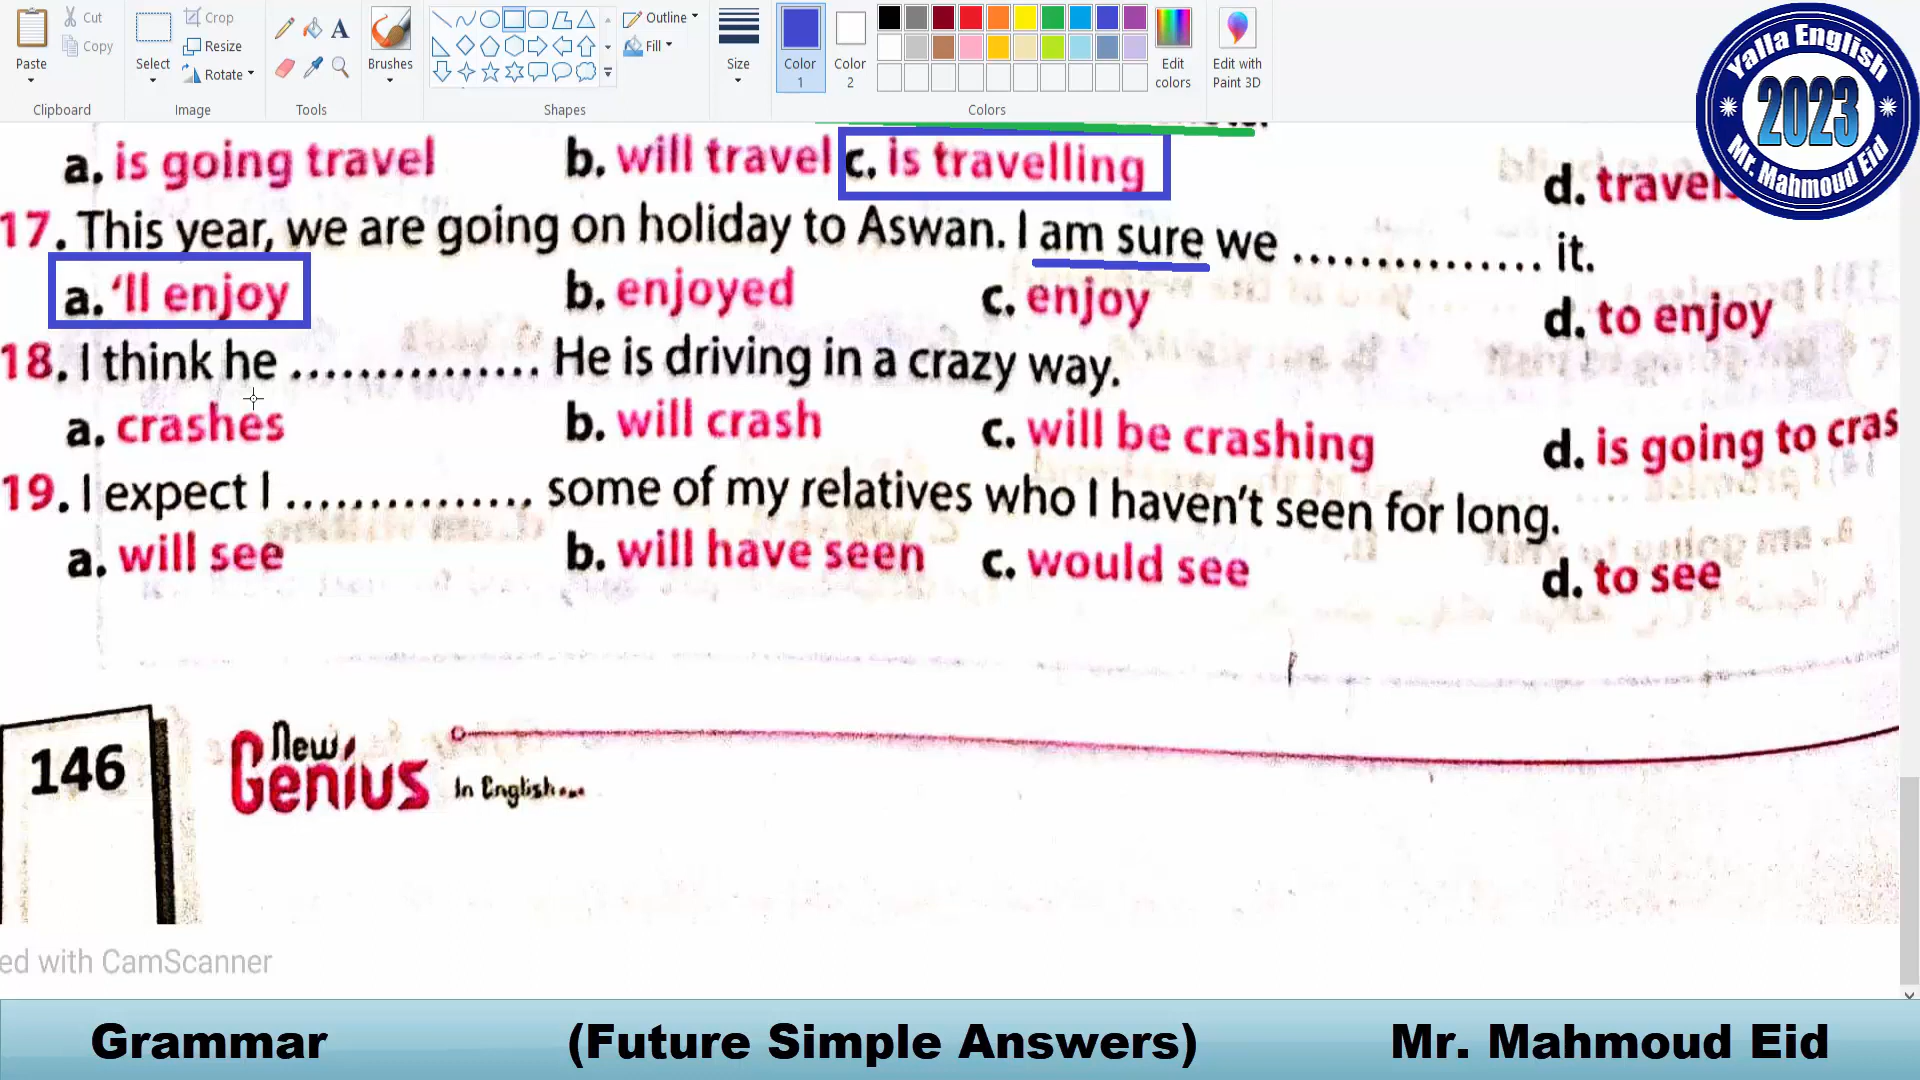 Paste
Cut
Copy
Clipboard
Select
Crop
Resize
Rotate
Image
A
Tools
Brushes
Outline
Fill
Shapes
Size
Color 1
Color 2
Colors
Edit colors
Edit with Paint 3D
Yalla English
2023
Mr. Mahmoud Eid
a. is going travel b. will travel c. is travelling d. travels
17. This year, we are going on holiday to Aswan. I am sure we ............... it.
a. 'll enjoy b. enjoyed c. enjoy d. to enjoy
18. I think he ............... He is driving in a crazy way.
a. crashes b. will crash c. will be crashing d. is going to cras
19. I expect I ............... some of my relatives who I haven't seen for long.
a. will see b. will have seen c. would see d. to see
146
New Genius
In English...
ed with CamScanner
Grammar (Future Simple Answers) Mr. Mahmoud Eid